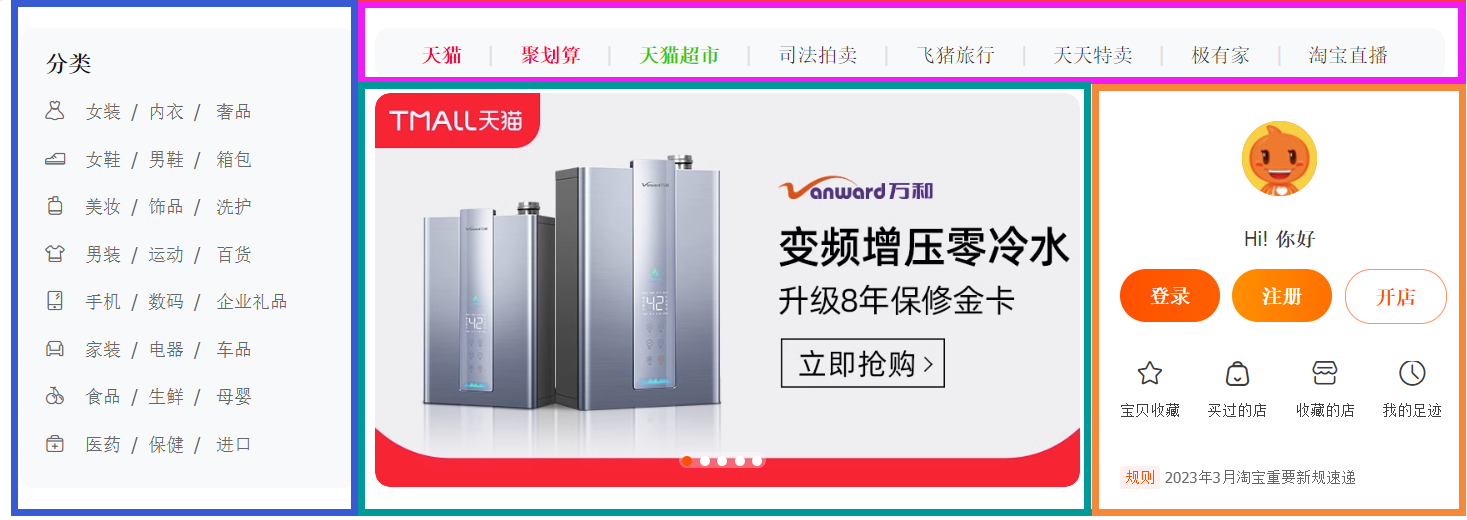 分类
女装 / 内衣 / 奢品
女鞋 / 男鞋 / 箱包
美妆 / 饰品 / 洗护
男装 / 运动 / 百货
手机 / 数码 / 企业礼品
家装 / 电器 / 车品
食品 / 生鲜 / 母婴
医药 / 保健 / 进口
天猫 | 聚划算 | 天猫超市 | 司法拍卖 | 飞猪旅行 | 天天特卖 | 极有家 | 淘宝直播
TMALL天猫
Vanward
42
Vanward
42
Vanward万和
变频增压零冷水
升级8年保修金卡
立即抢购>
Hi! 你好
登录 注册 开店
宝贝收藏 买过的店 收藏的店 我的足迹
规则 2023年3月淘宝重要新规速递